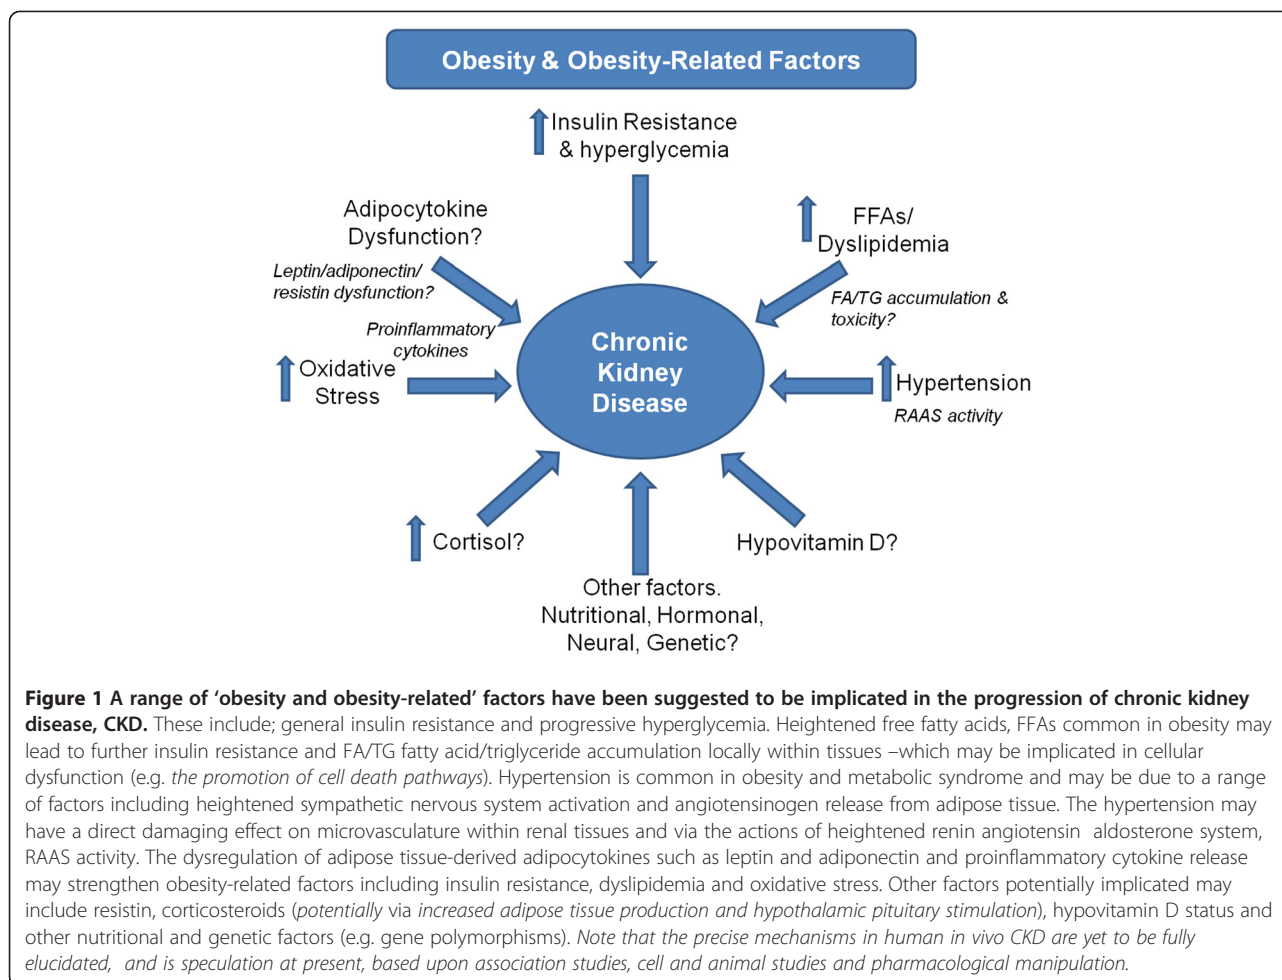 Obesity & Obesity-Related Factors
Insulin Resistance
& hyperglycemia
Adipocytokine
Dysfunction?
Leptin/adiponectin/
resistin dysfunction?
FFAs/
Dyslipidemia
FA/TG accumulation &
toxicity?
Proinflammatory
cytokines
Chronic
Kidney
Disease
Oxidative
Stress
Hypertension
RAAS activity
Cortisol?
Hypovitamin D?
Other factors.
Nutritional, Hormonal,
Neural, Genetic?
Figure 1 A range of ‘obesity and obesity-related’ factors have been suggested to be implicated in the progression of chronic kidney
disease, CKD. These include; general insulin resistance and progressive hyperglycemia. Heightened free fatty acids, FFAs common in obesity may
lead to further insulin resistance and FA/TG fatty acid/triglyceride accumulation locally within tissues –which may be implicated in cellular
dysfunction (e.g. the promotion of cell death pathways). Hypertension is common in obesity and metabolic syndrome and may be due to a range
of factors including heightened sympathetic nervous system activation and angiotensinogen release from adipose tissue. The hypertension may
have a direct damaging effect on microvasculature within renal tissues and via the actions of heightened renin angiotensin aldosterone system,
RAAS activity. The dysregulation of adipose tissue-derived adipocytokines such as leptin and adiponectin and proinflammatory cytokine release
may strengthen obesity-related factors including insulin resistance, dyslipidemia and oxidative stress. Other factors potentially implicated may
include resistin, corticosteroids (potentially via increased adipose tissue production and hypothalamic pituitary stimulation), hypovitamin D status and
other nutritional and genetic factors (e.g. gene polymorphisms). Note that the precise mechanisms in human in vivo CKD are yet to be fully
elucidated, and is speculation at present, based upon association studies, cell and animal studies and pharmacological manipulation.